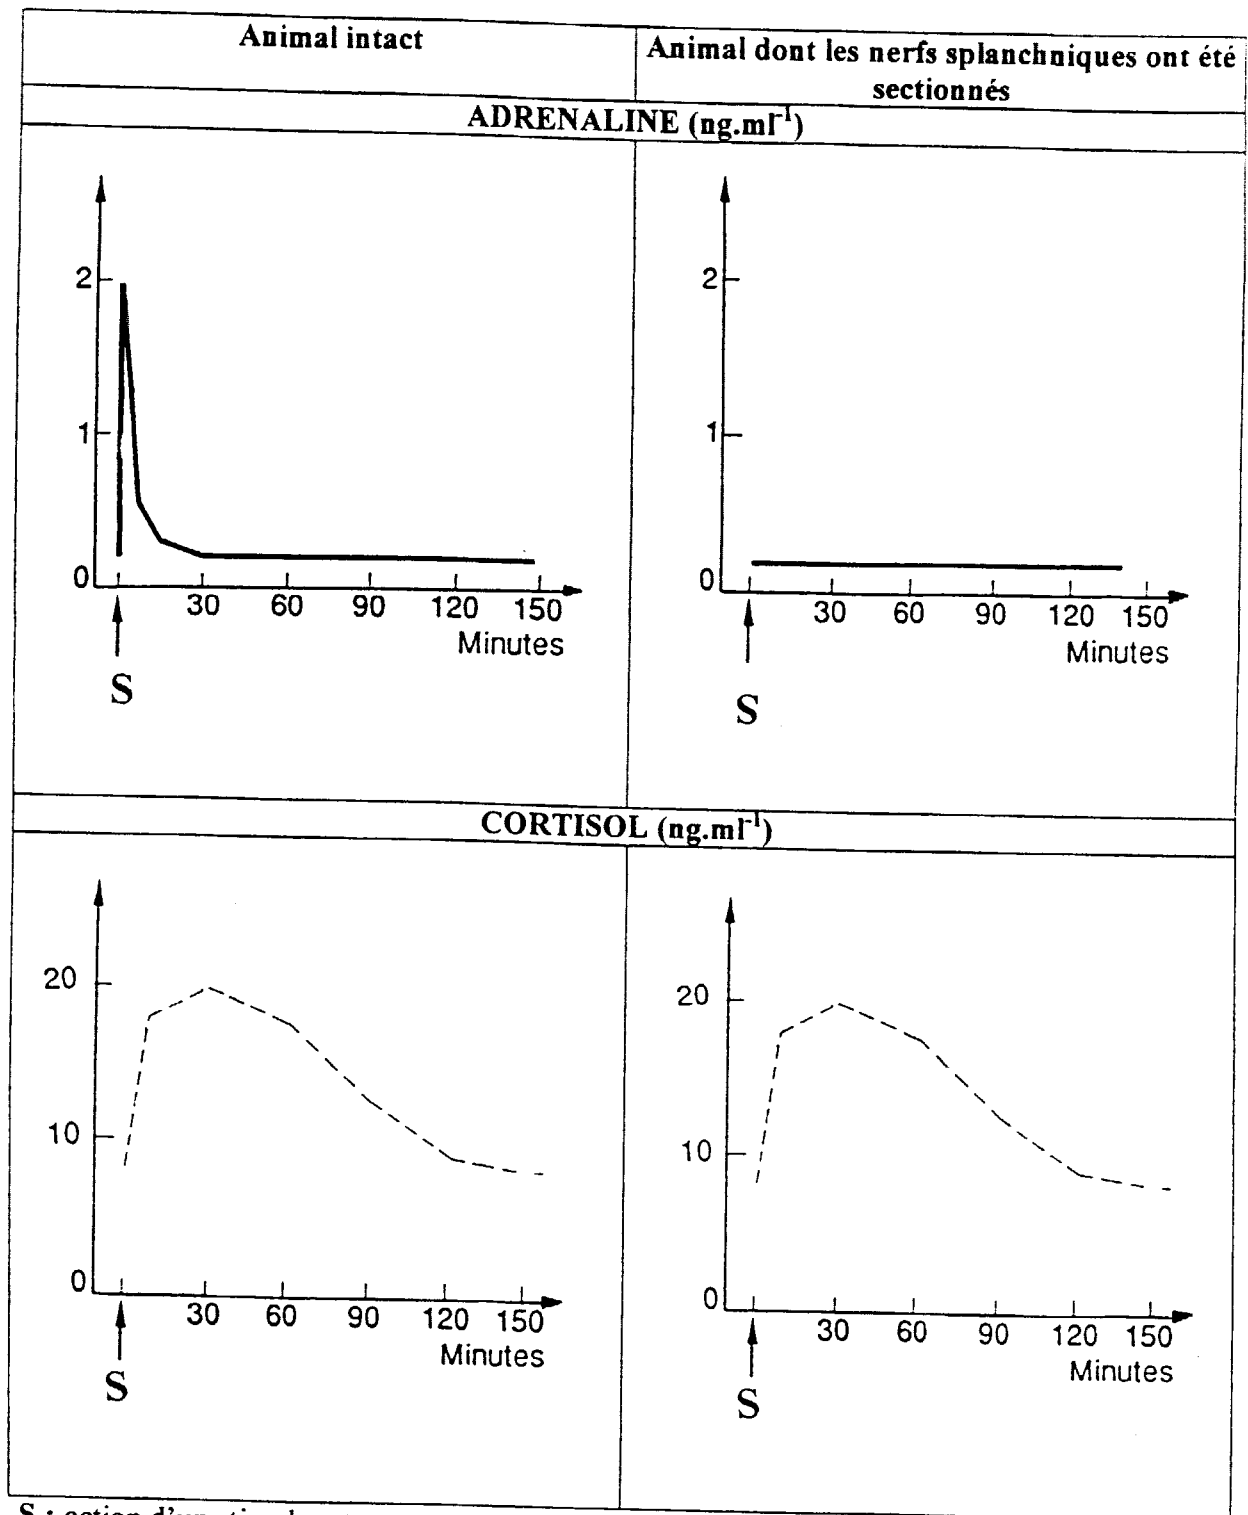 Animal intact
Animal dont les nerfs splanchniques ont été
sectionnés
ADRENALINE (ng.ml⁻¹)
2
1
0
30 60 90 120 150
Minutes
S
2
1
0
30 60 90 120 150
Minutes
S
CORTISOL (ng.ml⁻¹)
20
10
0
30 60 90 120 150
Minutes
S
20
10
0
30 60 90 120 150
Minutes
S
S : action d'un